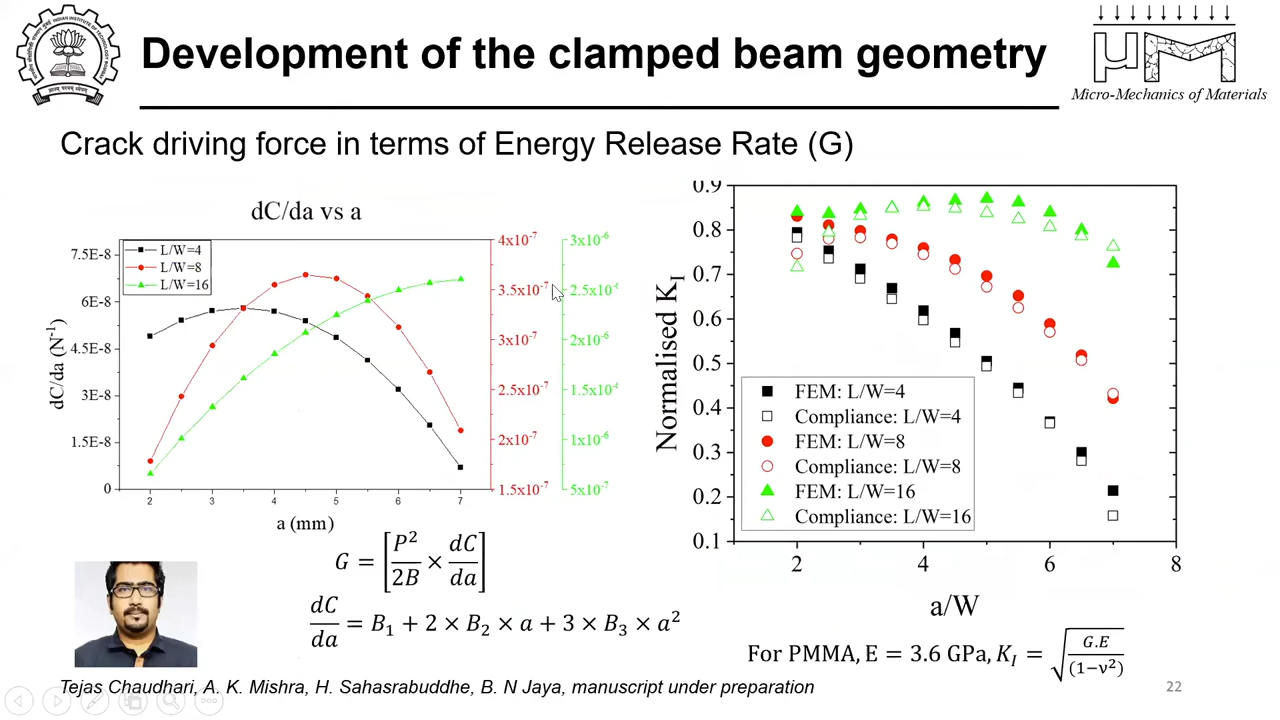 Development of the clamped beam geometry
μM
Micro-Mechanics of Materials
Crack driving force in terms of Energy Release Rate (G)
dC/da vs a
L/W=4
L/W=8
L/W=16
dC/da (N⁻¹)
7.5E-8
6E-8
4.5E-8
3E-8
1.5E-8
0
2 3 4 5 6 7
a (mm)
4x10⁻⁷
3.5x10⁻⁷
3x10⁻⁷
2.5x10⁻⁷
2x10⁻⁷
1.5x10⁻⁷
3x10⁻⁶
2.5x10⁻⁶
2x10⁻⁶
1.5x10⁻⁶
1x10⁻⁶
5x10⁻⁷
G = [P²/2B × dC/da]
dC/da = B₁ + 2 × B₂ × a + 3 × B₃ × a²
Normalised K_I
0.9
0.8
0.7
0.6
0.5
0.4
0.3
0.2
0.1
FEM: L/W=4
Compliance: L/W=4
FEM: L/W=8
Compliance: L/W=8
FEM: L/W=16
Compliance: L/W=16
2 4 6 8
a/W
For PMMA, E = 3.6 GPa, K_I = √(G.E/(1−ν²))
Tejas Chaudhari, A. K. Mishra, H. Sahasrabuddhe, B. N Jaya, manuscript under preparation
22